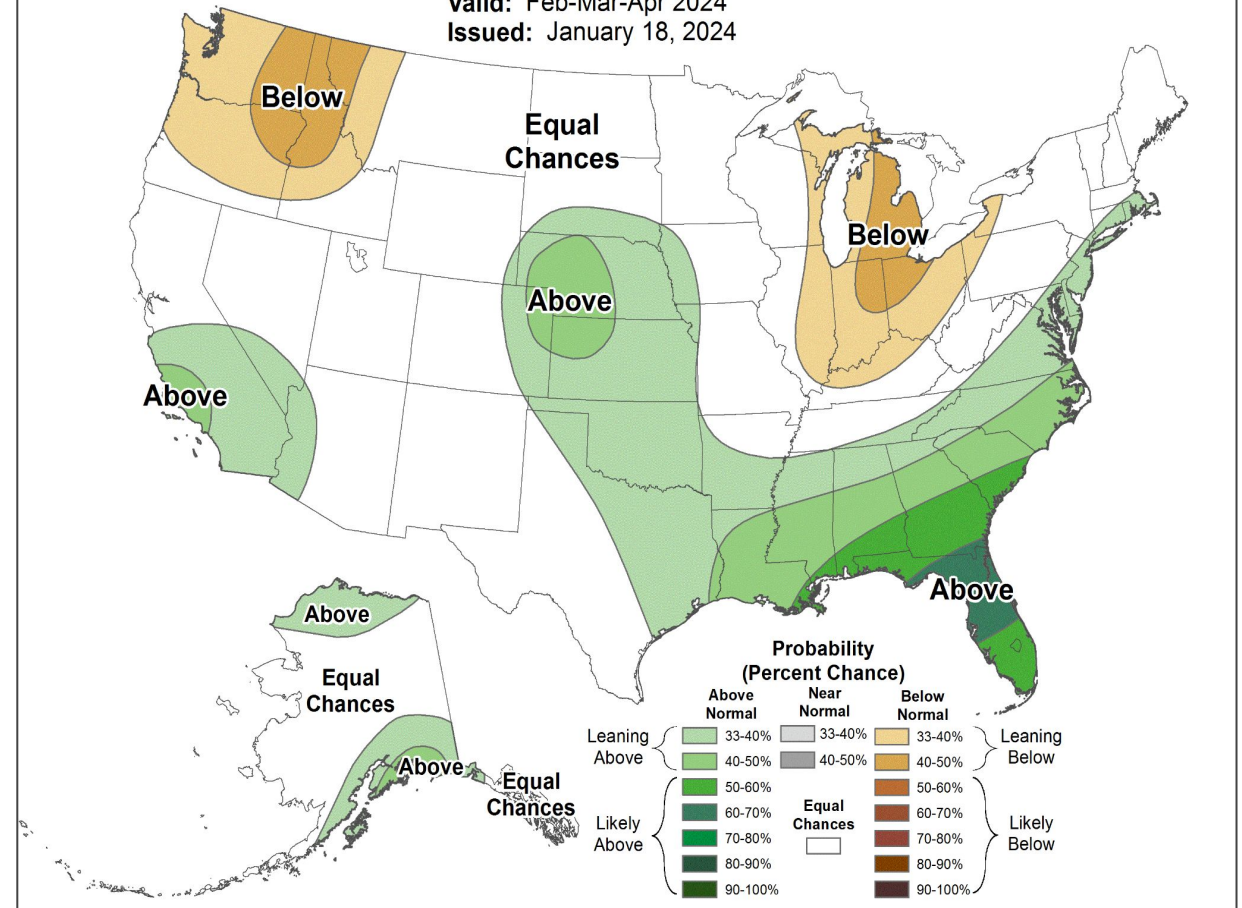 Valid: Feb-Mar-Apr 2024
Issued: January 18, 2024
Below
Equal
Chances
Below
Above
Above
Above
Above
Equal
Chances
Above
Equal
Chances
Probability
(Percent Chance)
Above
Normal
Near
Normal
Below
Normal
Leaning
Above
33-40%
40-50%
33-40%
40-50%
33-40%
40-50%
Leaning
Below
Likely
Above
50-60%
60-70%
70-80%
80-90%
90-100%
Equal
Chances
50-60%
60-70%
70-80%
80-90%
90-100%
Likely
Below